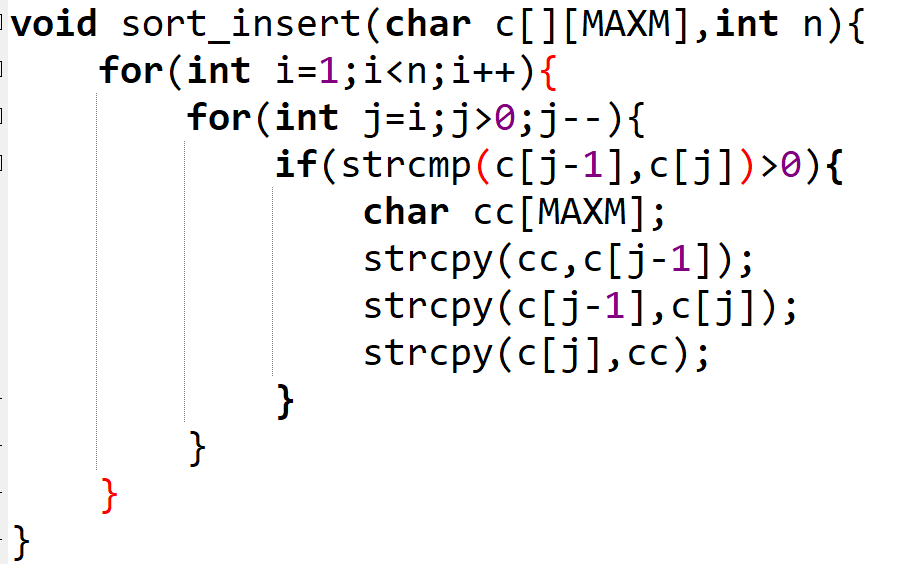 void sort_insert(char c[][MAXM],int n){
for(int i=1;i<n;i++){
for(int j=i;j>0;j--){
if(strcmp(c[j-1],c[j])>0){
char cc[MAXM];
strcpy(cc,c[j-1]);
strcpy(c[j-1],c[j]);
strcpy(c[j],cc);
}
}
}
}